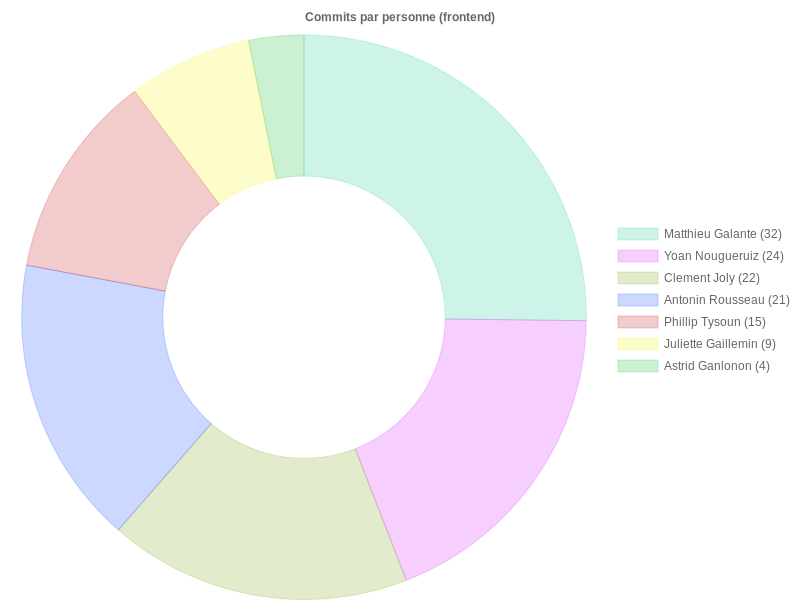 Commits par personne (frontend)
Matthieu Galante (32)
Yoan Nougueruiz (24)
Clement Joly (22)
Antonin Rousseau (21)
Phillip Tysoun (15)
Juliette Gaillemin (9)
Astrid Ganlonon (4)